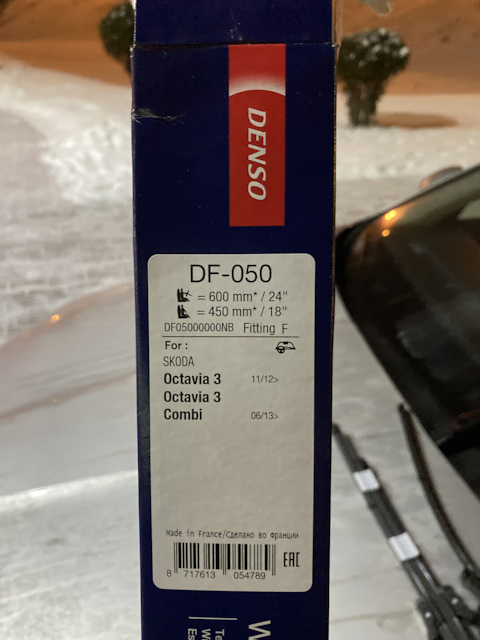 DENSO
DF-050
= 600 mm* / 24"
= 450 mm* / 18"
DF05000000NB Fitting F
For :
SKODA
Octavia 3 11/12>
Octavia 3
Combi 06/13>
Made in France/Сделано во Франции
8 717613 054789
EAC